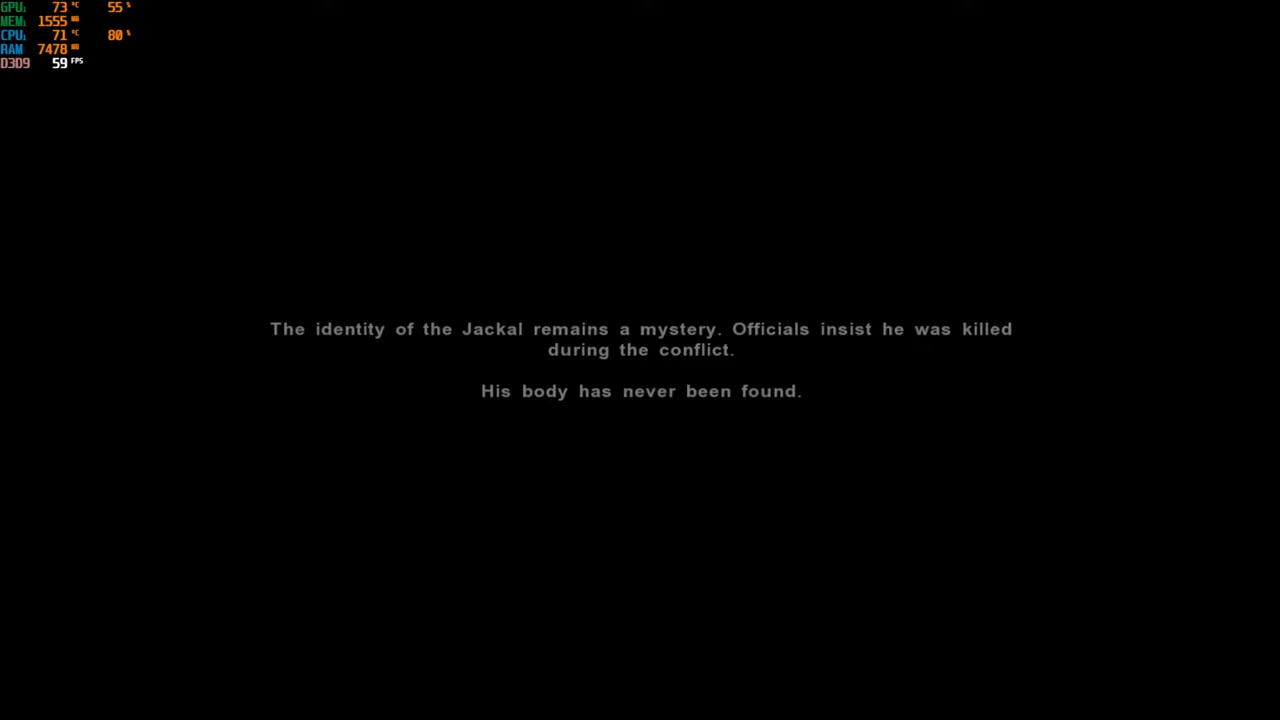 GPU 73 °C 55 %
MEM 1555 MB
CPU 71 °C 80 %
RAM 7478 MB
D3D9 59 FPS
The identity of the Jackal remains a mystery. Officials insist he was killed
during the conflict.
His body has never been found.